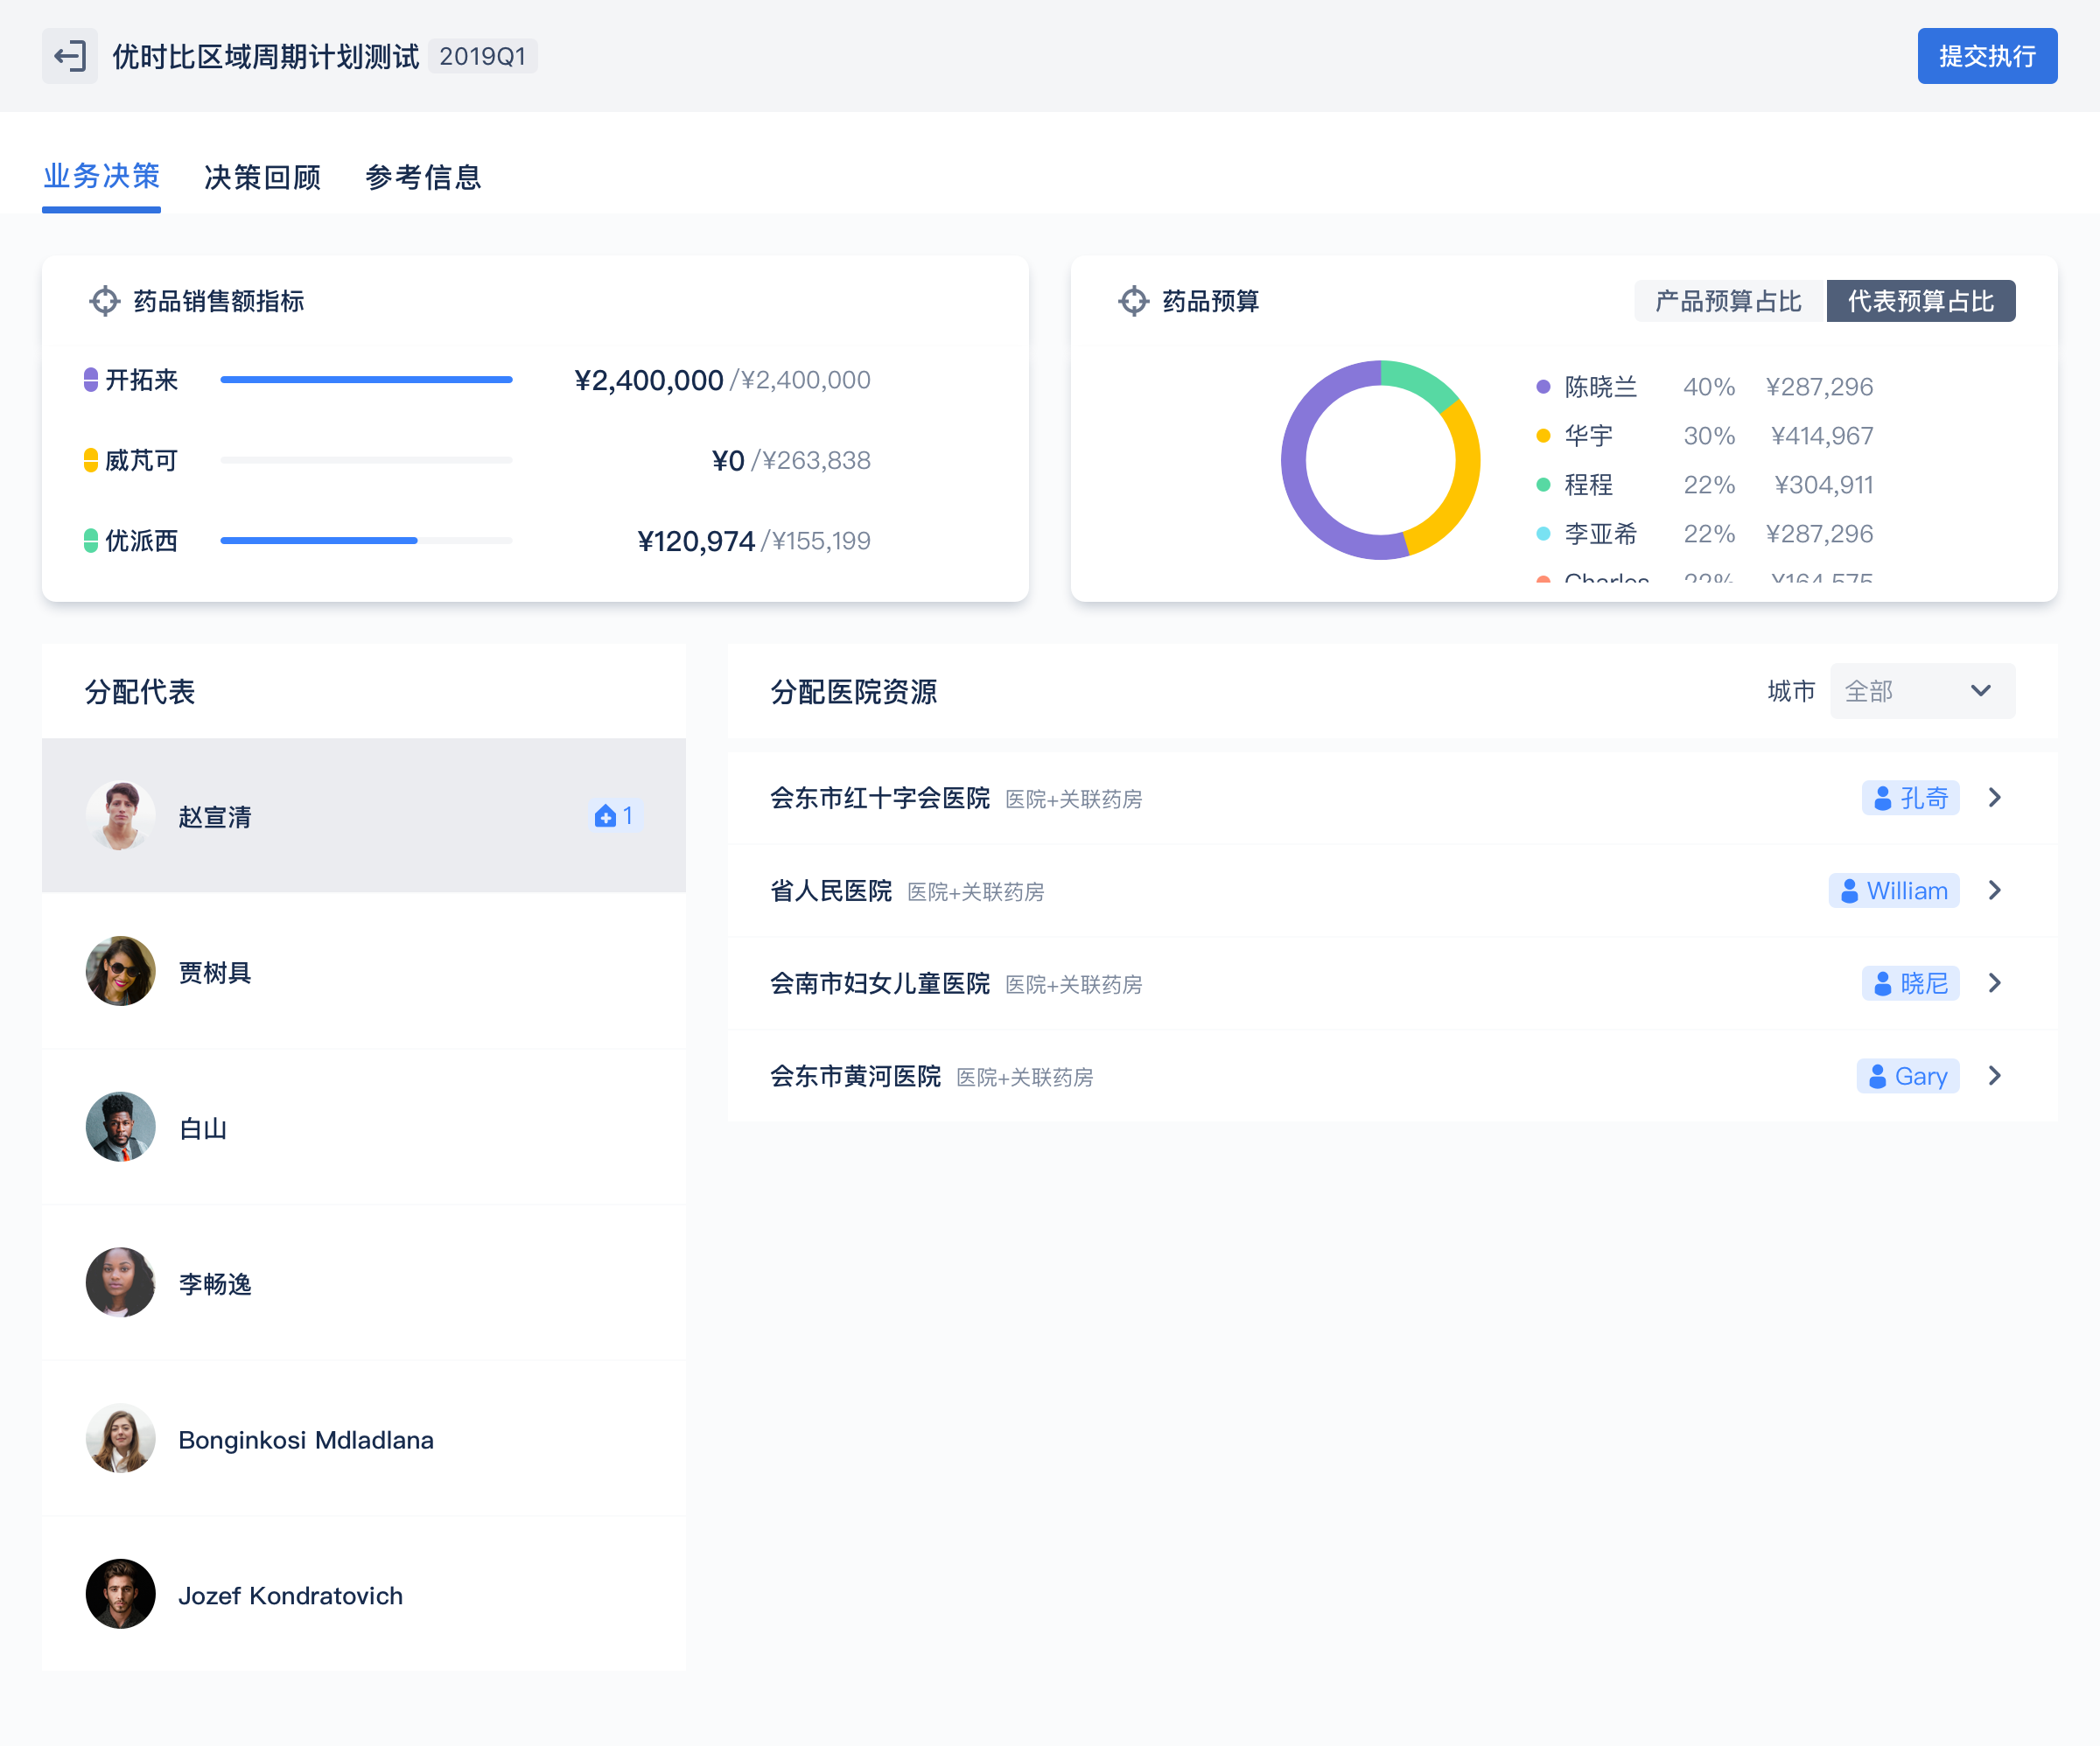 优时比区域周期计划测试 2019Q1 提交执行
业务决策 决策回顾 参考信息
药品销售额指标
开拓来 ¥2,400,000 /¥2,400,000
威芃可 ¥0 /¥263,838
优派西 ¥120,974 /¥155,199
药品预算 产品预算占比 代表预算占比
陈晓兰 40% ¥287,296
华宇 30% ¥414,967
程程 22% ¥304,911
李亚希 22% ¥287,296
Charles 22% ¥164,575
分配代表
赵宣清 1
贾树具
白山
李畅逸
Bonginkosi Mdladlana
Jozef Kondratovich
分配医院资源 城市 全部
会东市红十字会医院 医院+关联药房 孔奇
省人民医院 医院+关联药房 William
会南市妇女儿童医院 医院+关联药房 晓尼
会东市黄河医院 医院+关联药房 Gary